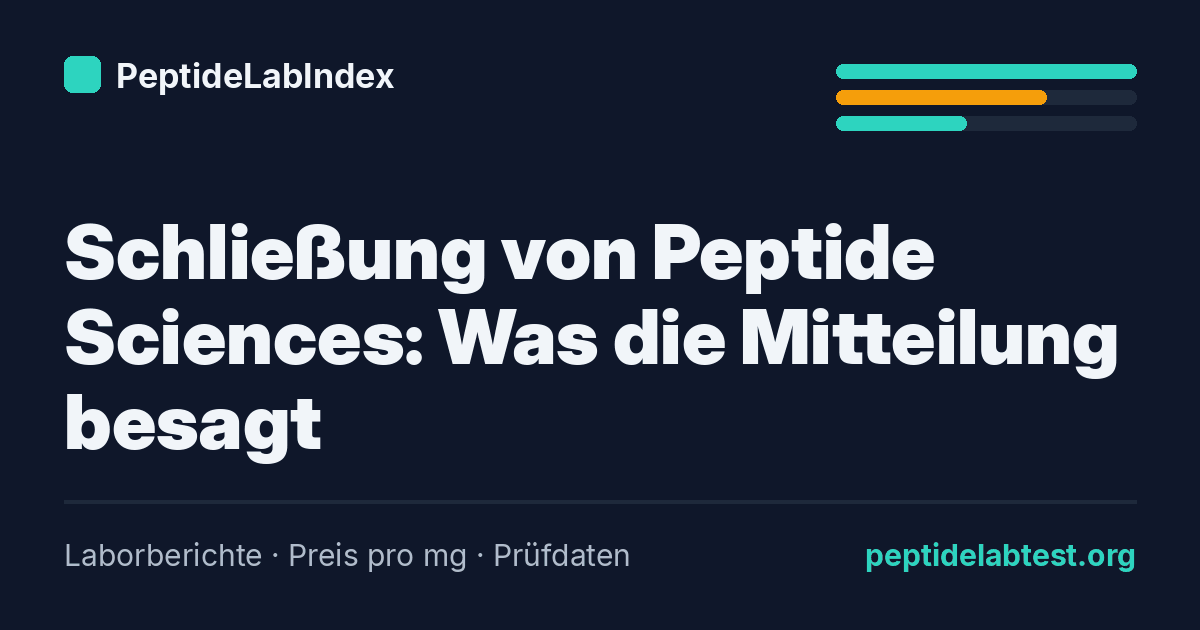 PeptideLabIndex
Schließung von Peptide
Sciences: Was die Mitteilung
besagt
Laborberichte · Preis pro mg · Prüfdaten
peptidelabtest.org